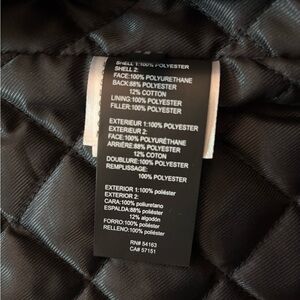 SHELL 1:100% POLYESTER
SHELL 2:
FACE:100% POLYURETHANE
BACK:88% POLYESTER
12% COTTON
LINING:100% POLYESTER
FILLER:100% POLYESTER
EXTERIEUR 1:100% POLYESTER
EXTERIEUR 2:
FACE:100% POLYURÉTHANE
ARRIÈRE:88% POLYESTER
12% COTON
DOUBLURE:100% POLYESTER
REMPLISSAGE:
100% POLYESTER
EXTERIOR 1:100% poliéster
EXTERIOR 2:
CARA:100% poliuretano
ESPALDA:88% poliéster
12% algodón
FORRO:100% poliéster
RELLENO:100% poliéster
RN# 54163
CA# 57151